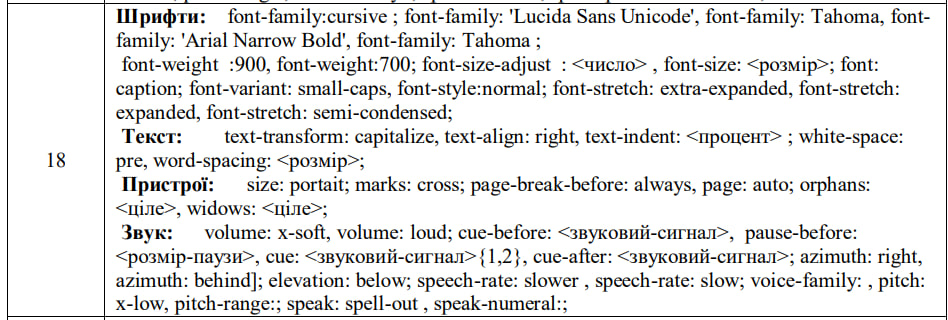 Шрифти: font-family:cursive ; font-family: 'Lucida Sans Unicode', font-family: Tahoma, font-
family: 'Arial Narrow Bold', font-family: Tahoma ;
font-weight :900, font-weight:700; font-size-adjust : <число> , font-size: <розмір>; font:
caption; font-variant: small-caps, font-style:normal; font-stretch: extra-expanded, font-stretch:
expanded, font-stretch: semi-condensed;
Текст: text-transform: capitalize, text-align: right, text-indent: <процент> ; white-space:
18 pre, word-spacing: <розмір>;
Пристрої: size: portait; marks: cross; page-break-before: always, page: auto; orphans:
<ціле>, widows: <ціле>;
Звук: volume: x-soft, volume: loud; cue-before: <звуковий-сигнал>, pause-before:
<розмір-паузи>, cue: <звуковий-сигнал>{1,2}, cue-after: <звуковий-сигнал>; azimuth: right,
azimuth: behind]; elevation: below; speech-rate: slower , speech-rate: slow; voice-family: , pitch:
x-low, pitch-range:; speak: spell-out , speak-numeral:;